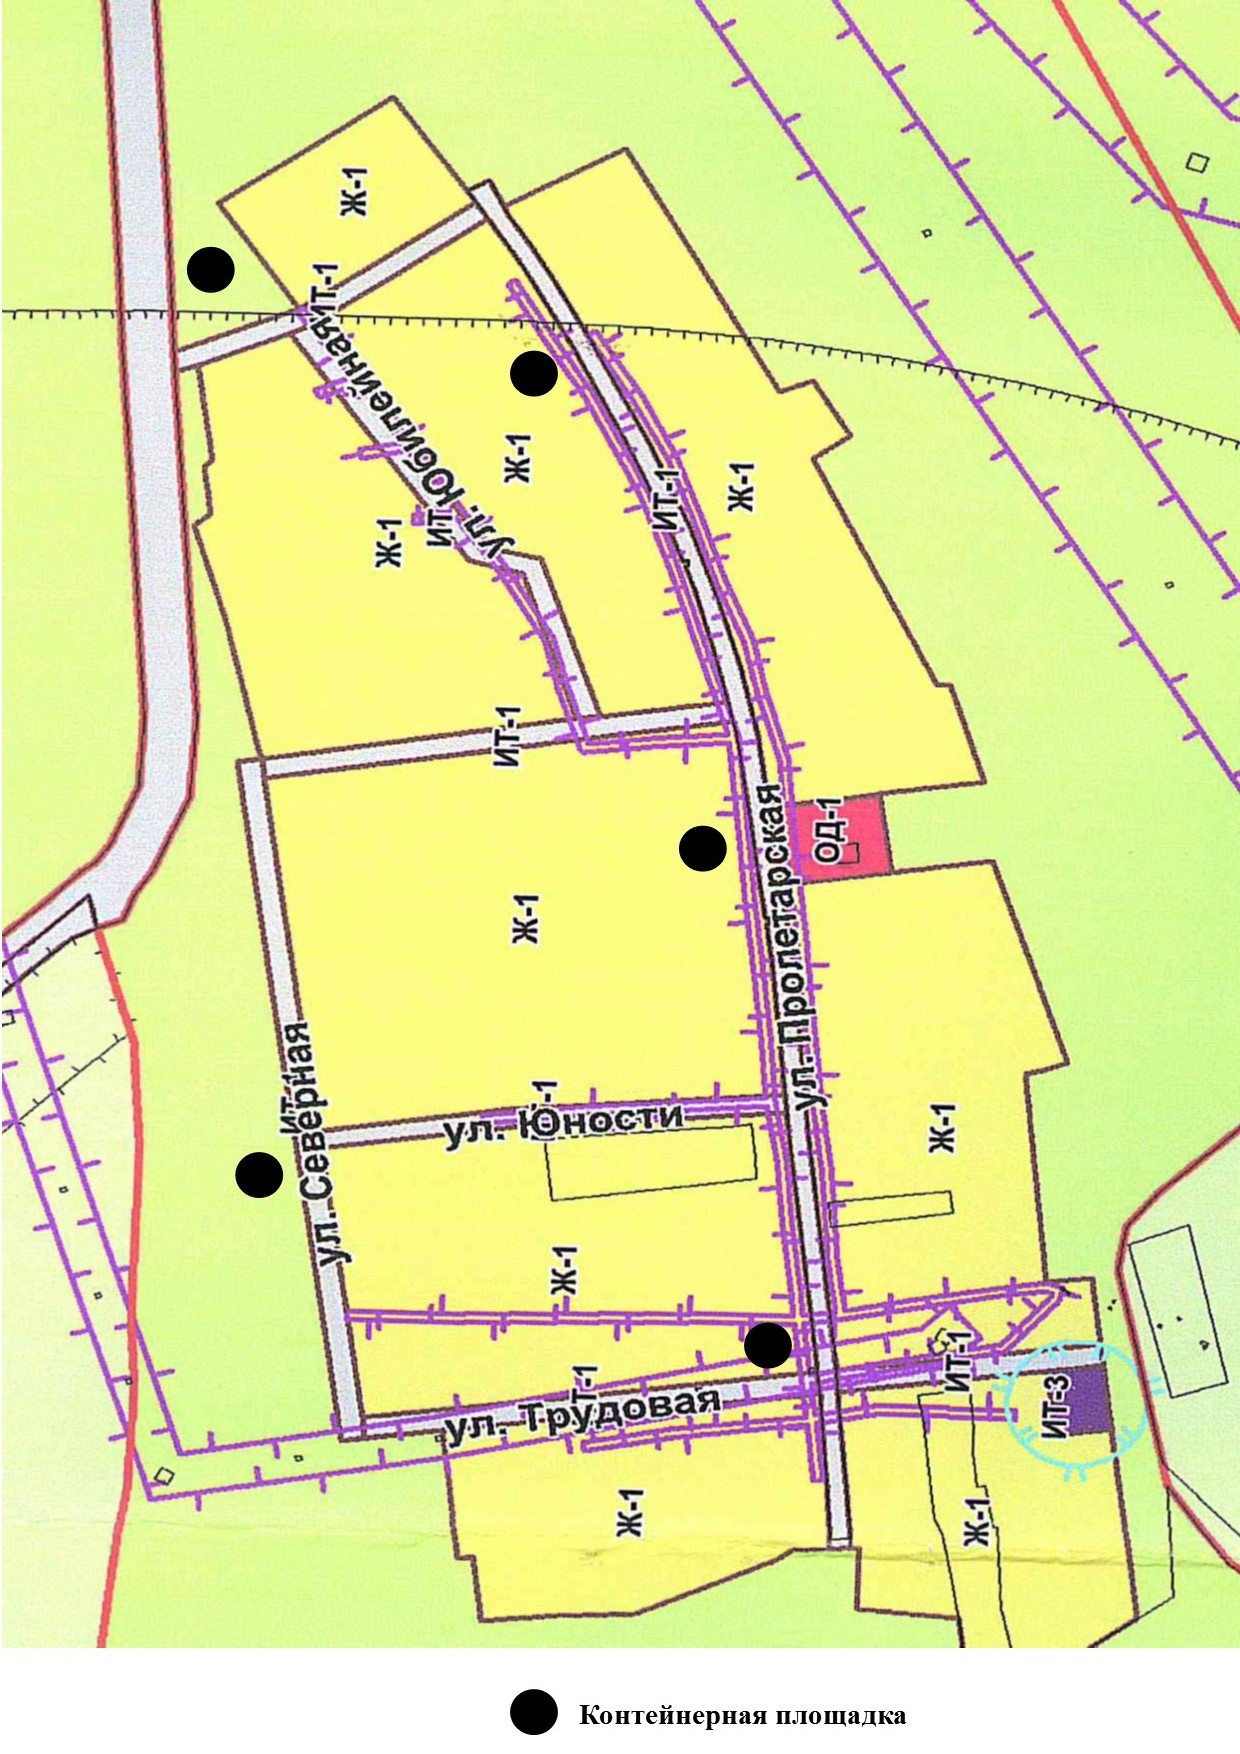 Ж-1
ИТ-1
ул. Юбилейная
Ж-1
ИТ-1
Ж-1
Ж-1
ИТ
ИТ-1
ОД-1
ул. Пролетарская
Ж-1
ИТ-1
ул. Северная
-1
ул. Юности
Ж-1
Ж-1
ИТ-1
ИТ-3
Т-1
ул. Трудовая
Ж-1
Ж-1
Контейнерная площадка